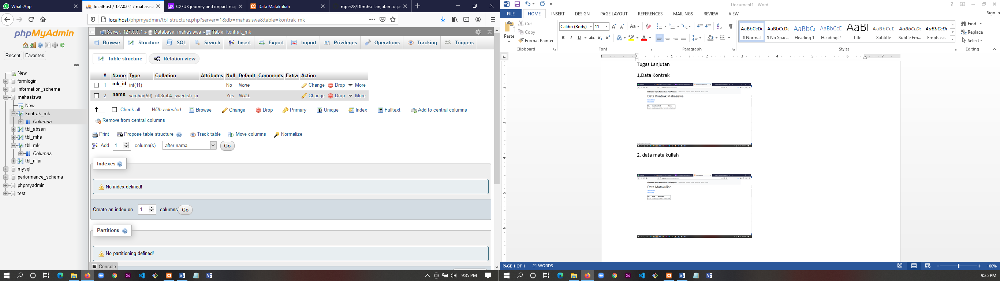 WhatsApp
localhost / 127.0.0.1 / mahasisw
CX/UX journey and impact ma
Data Matakuliah
mper28/Dbmhs: Lanjutan tuga
localhost/phpmyadmin/tbl_structure.php?server=1&db=mahasiswa&table=kontrak_mk
phpMyAdmin
Recent
Favorites
New
formlogin
information_schema
mahasiswa
New
kontrak_mk
Columns
tbl_absen
tbl_mhs
tbl_mk
Columns
tbl_nilai
mysql
performance_schema
phpmyadmin
test
Server: 127.0.0.1 » Database: mahasiswa » Table: kontrak_mk
Browse Structure SQL Search Insert Export Import Privileges Operations Tracking Triggers
Table structure Relation view
# Name Type Collation Attributes Null Default Comments Extra Action
1 mk_id int(11) No None Change Drop More
2 nama varchar(50) utf8mb4_swedish_ci Yes NULL Change Drop More
Check all With selected: Browse Change Drop Primary Unique Index Fulltext Add to central columns
Remove from central columns
Print Propose table structure Track table Move columns Normalize
Add 1 column(s) after nama Go
Indexes
No index defined!
Create an index on 1 columns Go
Partitions
No partitioning defined!
Console
9:35 PM
Document1 - Word
FILE HOME INSERT DESIGN PAGE LAYOUT REFERENCES MAILINGS REVIEW VIEW Sign in
Paste
Cut
Copy
Format Painter
Clipboard
Calibri (Body) 11
Font
Paragraph
AaBbCcDc AaBbCcDc AaBbCc AaBbCcD AaBl AaBbCcD AaBbCcDc AaBbCcDc
¶ Normal ¶ No Spac... Heading 1 Heading 2 Title Subtitle Subtle Em... Emphasis
Styles
Find
Replace
Select
Editing
Tugas Lanjutan
1,Data Kontrak
Data Kontrak Mahasiswa
2. data mata kuliah
Data Matakuliah
PAGE 1 OF 1 21 WORDS
100%
9:35 PM